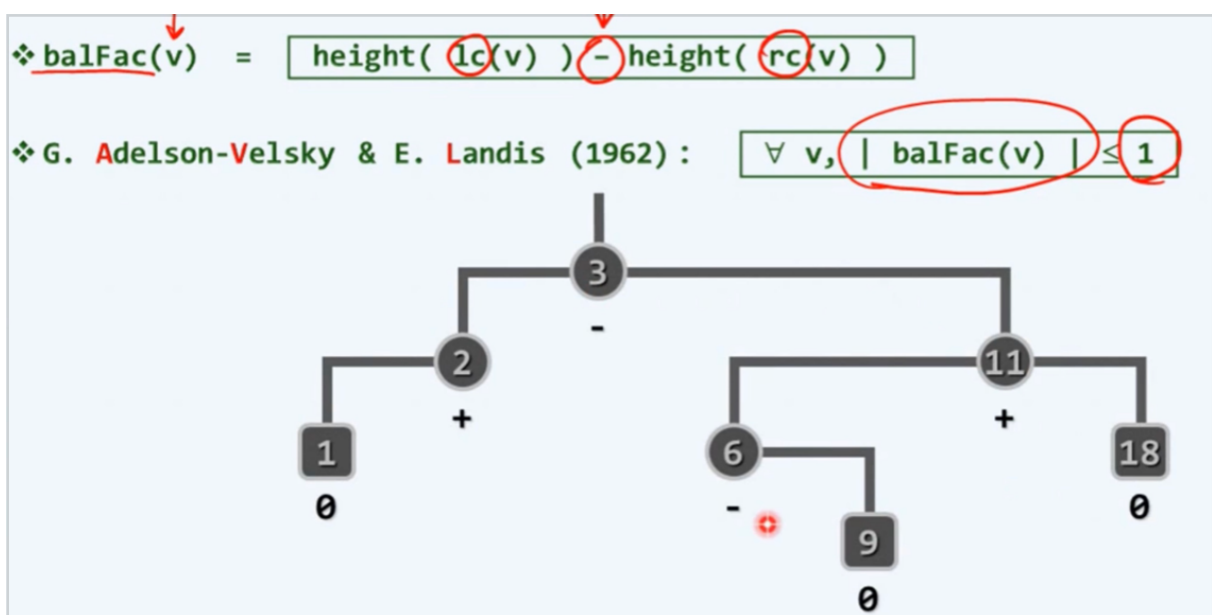 ❖ balFac(v) = height( lc(v) ) - height( rc(v) )
❖ G. Adelson-Velsky & E. Landis (1962): ∀ v, | balFac(v) | ≤ 1
3
-
2 11
+ +
1 6 18
0 - 0
9
0